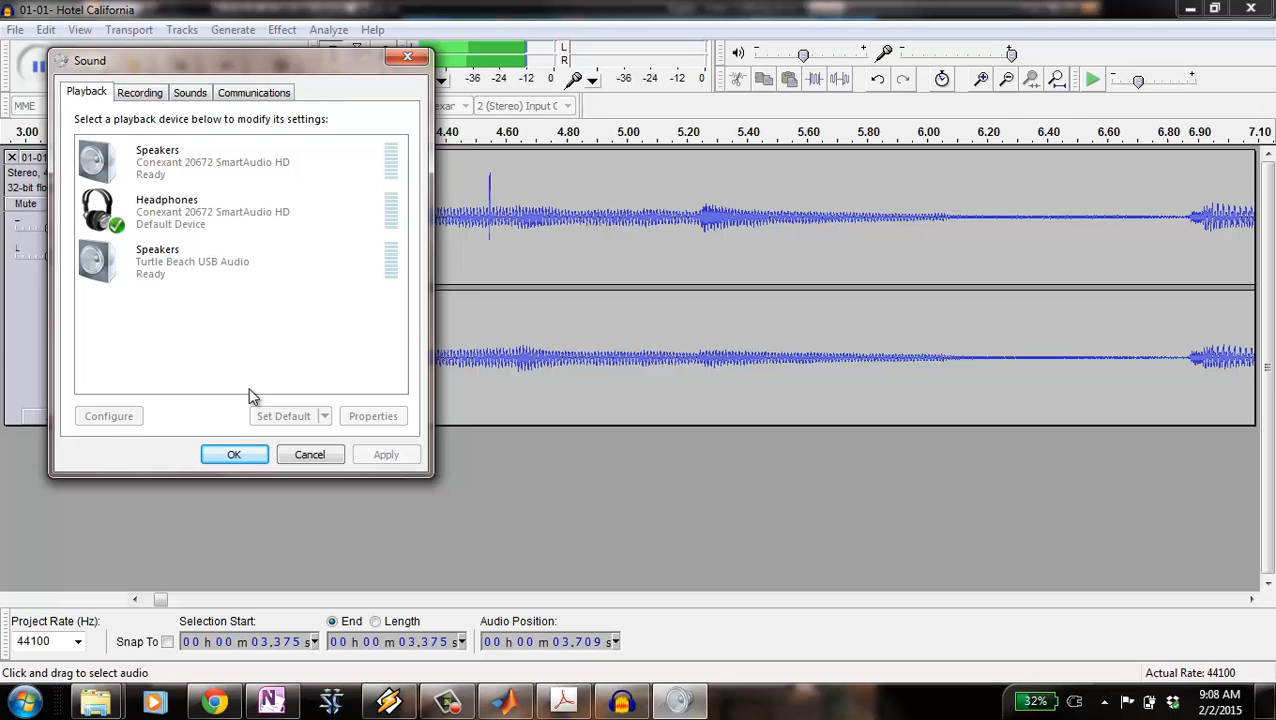 01-01- Hotel California
File Edit View Transport Tracks Generate Effect Analyze Help
Sound
L
R
-36 -24 -12 0
-36 -24 -12 0
Playback Recording Sounds Communications
MME
2 (Stereo) Input C
Select a playback device below to modify its settings:
3.00 4.40 4.60 4.80 5.00 5.20 5.40 5.60 5.80 6.00 6.20 6.40 6.60 6.80 7.10
Speakers
Conexant 20672 SmartAudio HD
Ready
Headphones
Conexant 20672 SmartAudio HD
Default Device
Speakers
Turtle Beach USB Audio
Ready
01-0
Stereo,
32-bit flo
Mute
L
Configure Set Default Properties
OK Cancel Apply
Project Rate (Hz): Selection Start: End Length Audio Position:
44100 Snap To 00 h 00 m 03.375 s 00 h 00 m 03.375 s 00 h 00 m 03.709 s
Click and drag to select audio Actual Rate: 44100
32% 9:08 AM
2/2/2015